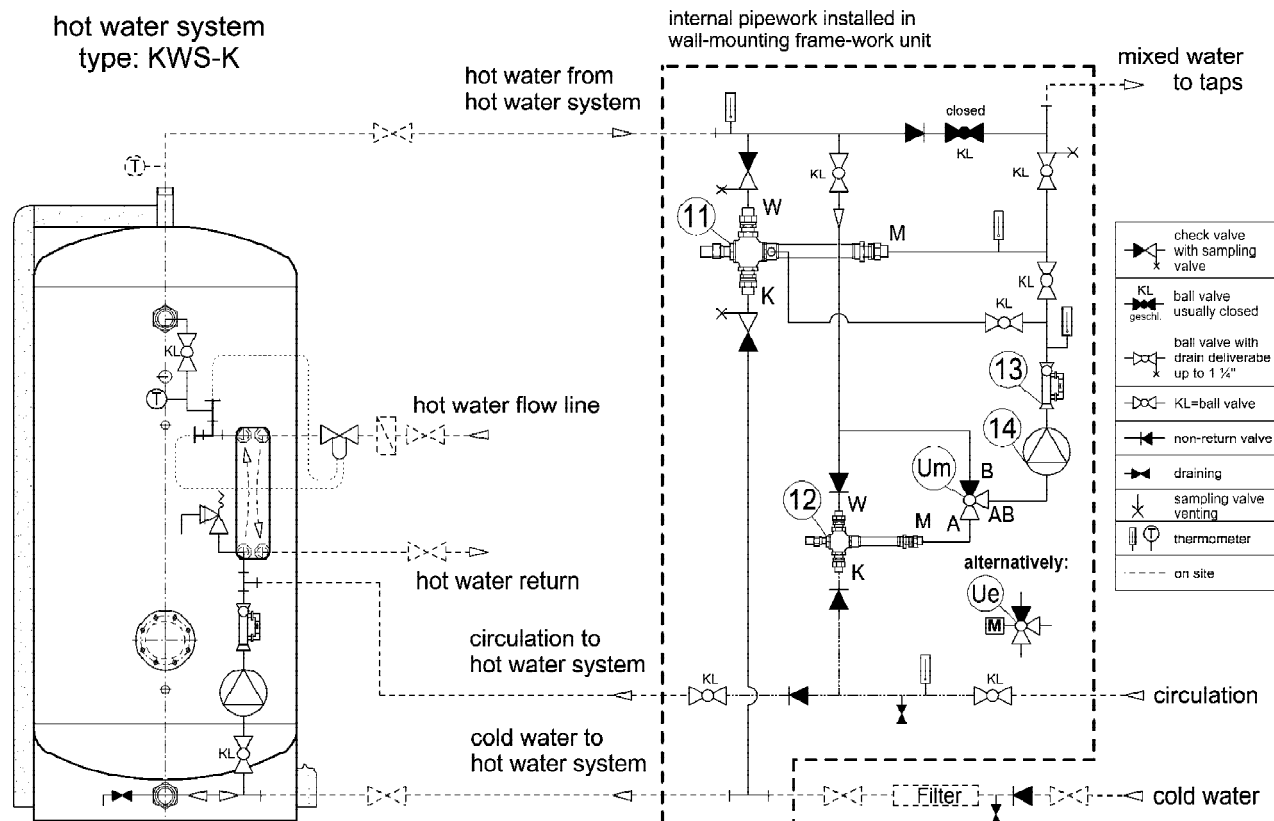 hot water system
type: KWS-K
internal pipework installed in
wall-mounting frame-work unit
hot water from
hot water system
mixed water
to taps
closed
KL
KL
KL
T
W
11
M
K
KL
KL
KL
T
hot water flow line
13
14
Um
B
W
12
M
A
AB
K
alternatively:
Ue
M
hot water return
circulation to
hot water system
KL
KL
circulation
KL
cold water to
hot water system
Filter
cold water
check valve
with sampling
valve
KL
geschl.
ball valve
usually closed
ball valve with
drain deliverabe
up to 1 ¼"
KL=ball valve
non-return valve
draining
sampling valve
venting
T
thermometer
on site